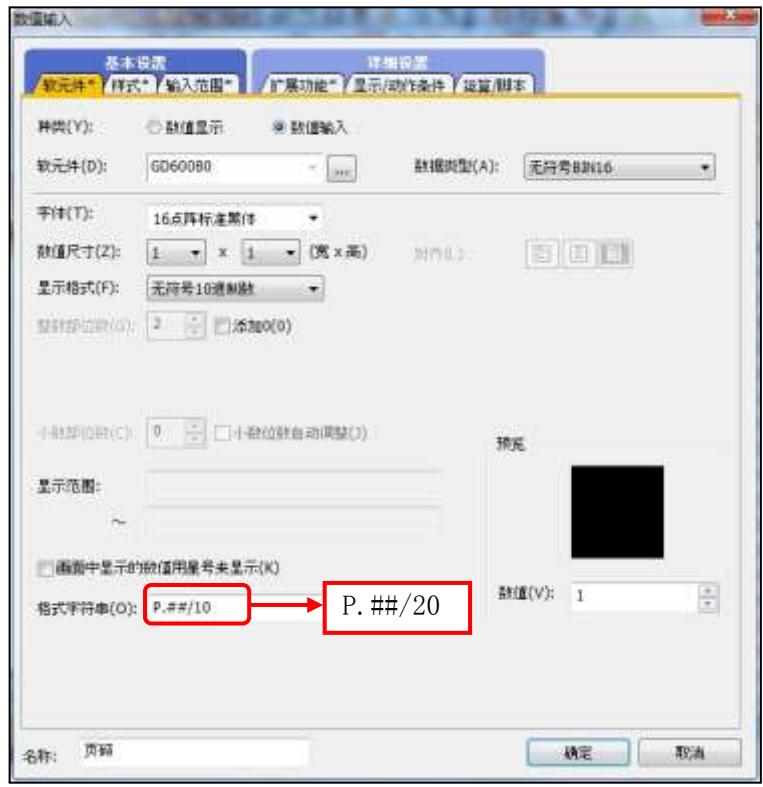 数值输入
基本设置 详细设置
软元件* 样式* 输入范围* 扩展功能* 显示/动作条件 运算/脚本
种类(Y): 数值显示 数值输入
软元件(D): GD60080 ... 数据类型(A): 无符号BIN16
字体(T): 16点阵标准黑体
数值尺寸(Z): 1 x 1 (宽 x 高) 对齐(L):
显示格式(F): 无符号10进制数
整数部位数(G): 2 添加0(0)
小数部位数(C): 0 小数位数自动调整(J)
预览
显示范围:
~
画面中显示的数值用星号来显示(K)
格式字符串(O): P.##/10 P.##/20 数值(V): 1
名称: 页码 确定 取消